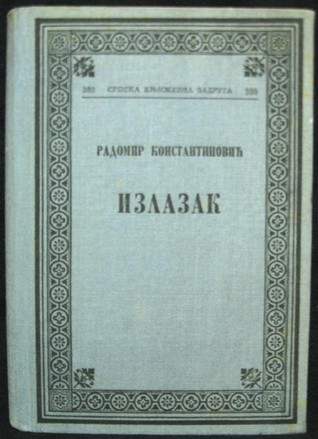 СРПСКА КЊИЖЕВНА ЗАДРУГА
РАДОМИР КОНСТАНТИНОВИЋ
ИЗЛАЗАК